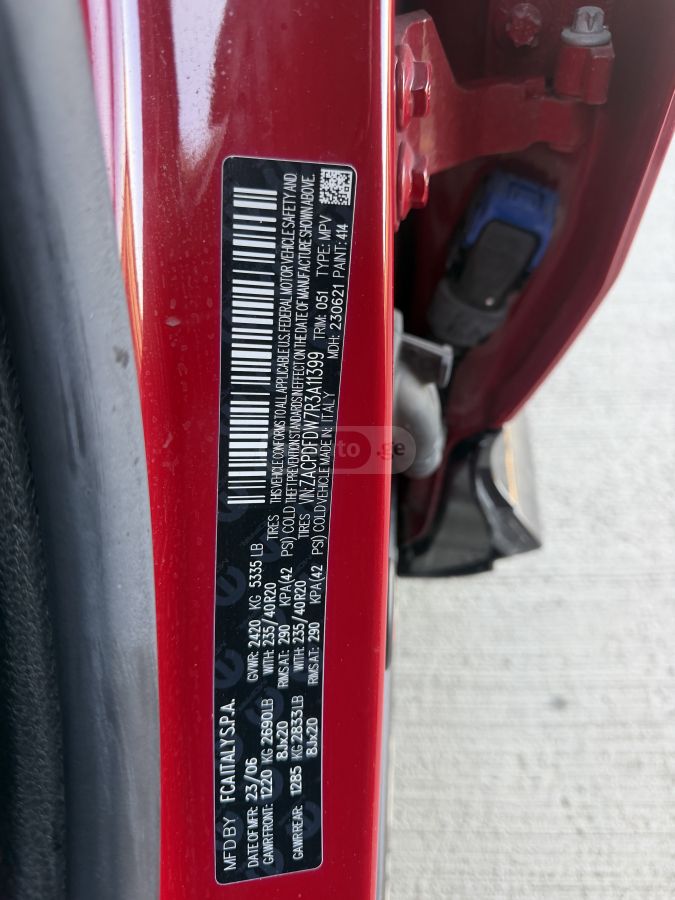 MFD BY FCA ITALY S.P.A.
DATE OF MFR: 23/06 GVWR: 2420 KG 5335 LB
GAWR FRONT: 1220 KG 2690 LB WITH: 235/40R20 TIRES
8Jx20 RIMS AT: 290 KPA (42 PSI) COLD
GAWR REAR: 1285 KG 2833 LB WITH: 235/40R20 TIRES
8Jx20 RIMS AT: 290 KPA (42 PSI) COLD
THIS VEHICLE CONFORMS TO ALL APPLICABLE U.S. FEDERAL MOTOR VEHICLE SAFETY AND
THEFT PREVENTION STANDARDS IN EFFECT ON THE DATE OF MANUFACTURE SHOWN ABOVE.
VIN: ZACPDFDW7R3A11399 TRIM: 051 TYPE: MPV
VEHICLE MADE IN: ITALY MDH: 230621 PAINT: 414
.ge